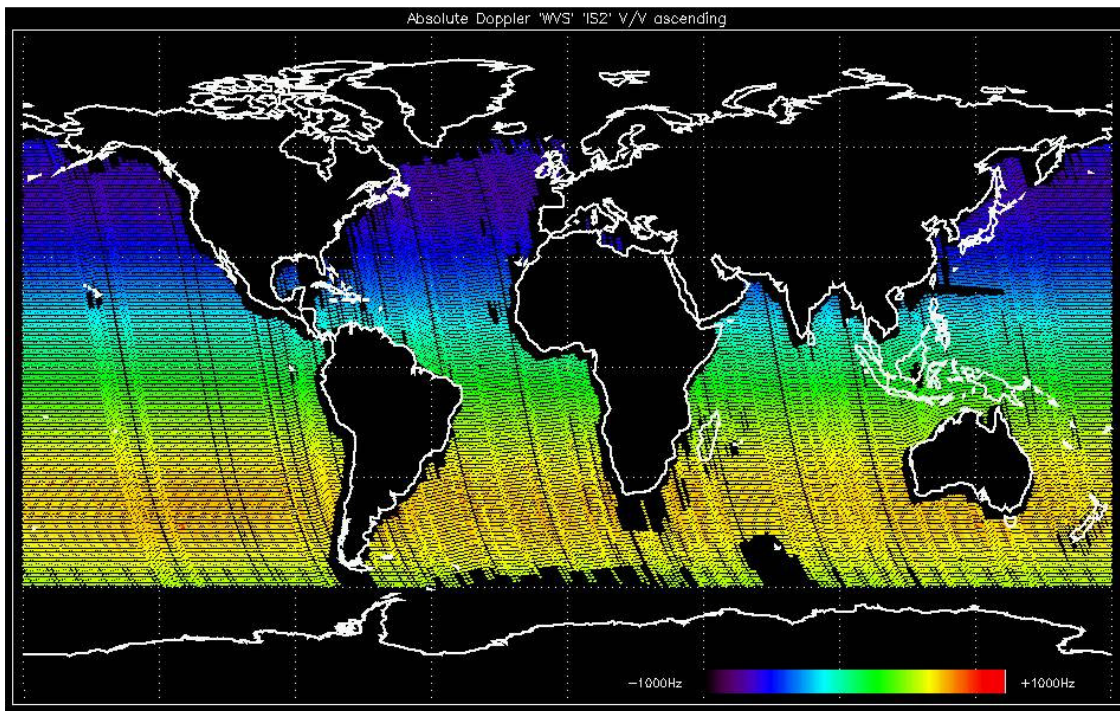 Absolute Doppler 'WVS' 'IS2' V/V ascending
-1000Hz +1000Hz